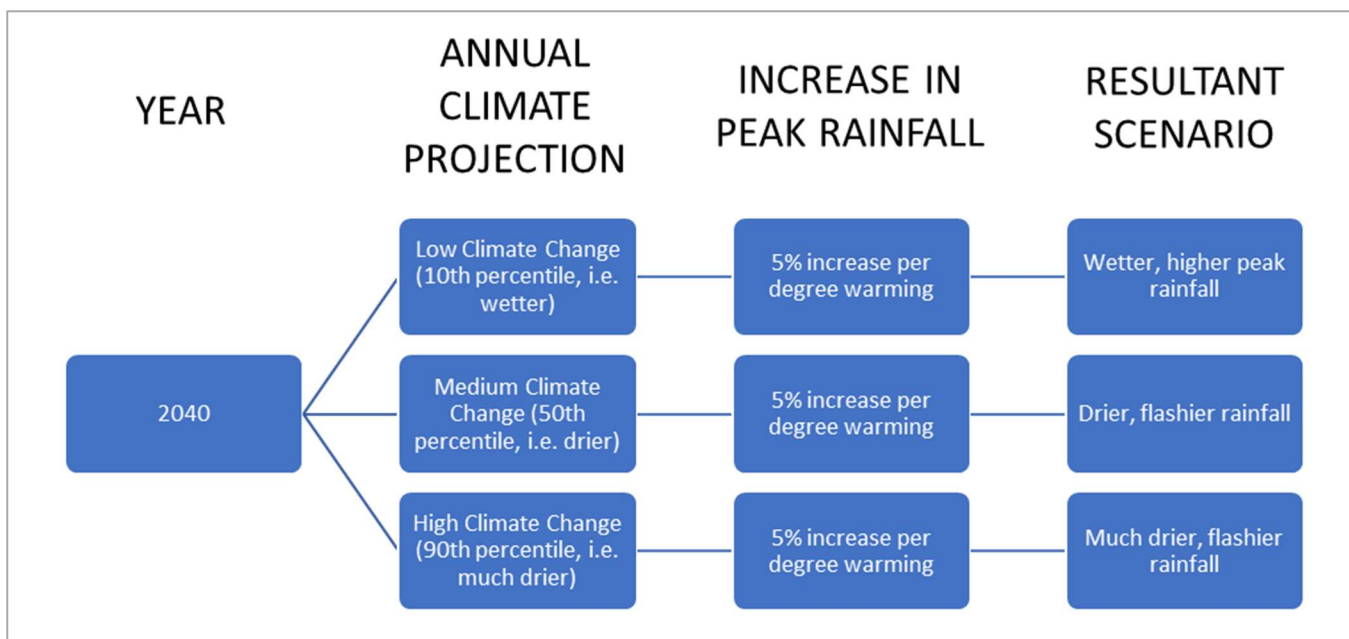 YEAR
ANNUAL
CLIMATE
PROJECTION
INCREASE IN
PEAK RAINFALL
RESULTANT
SCENARIO
2040
Low Climate Change
(10th percentile, i.e.
wetter)
5% increase per
degree warming
Wetter, higher peak
rainfall
Medium Climate
Change (50th
percentile, i.e. drier)
5% increase per
degree warming
Drier, flashier rainfall
High Climate Change
(90th percentile, i.e.
much drier)
5% increase per
degree warming
Much drier, flashier
rainfall